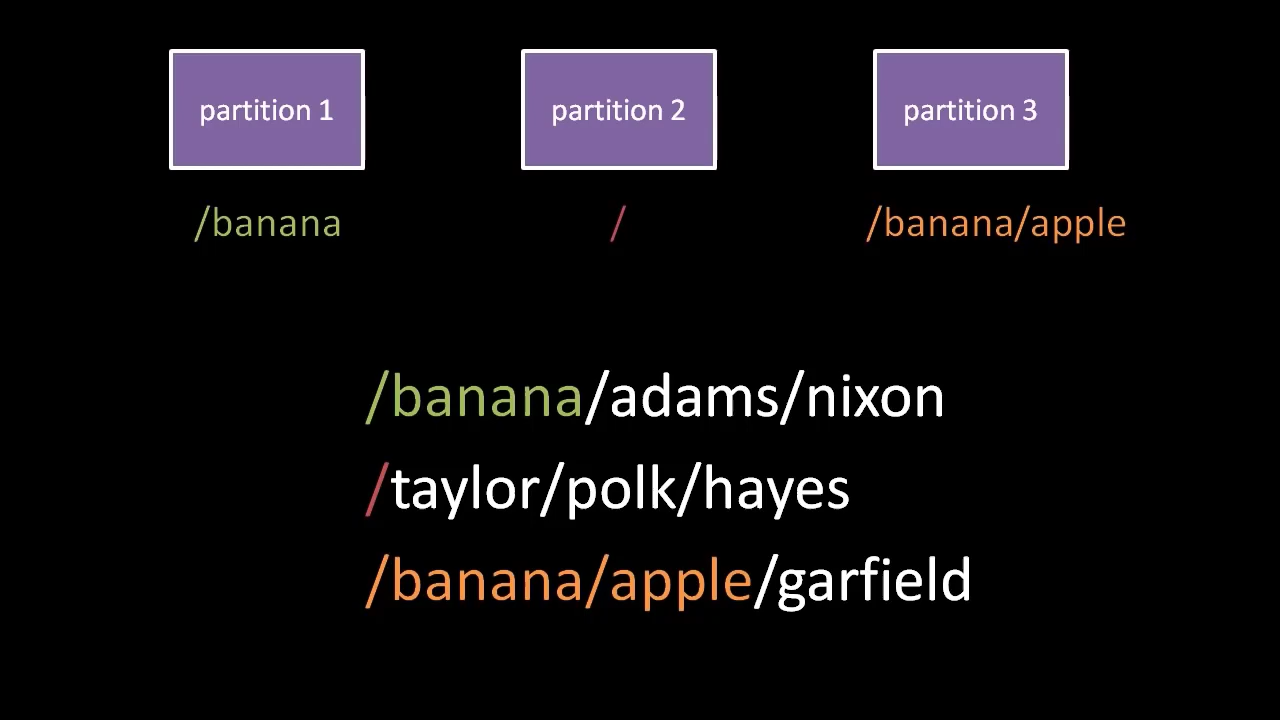 partition 1
partition 2
partition 3
/banana
/
/banana/apple
/banana/adams/nixon
/taylor/polk/hayes
/banana/apple/garfield